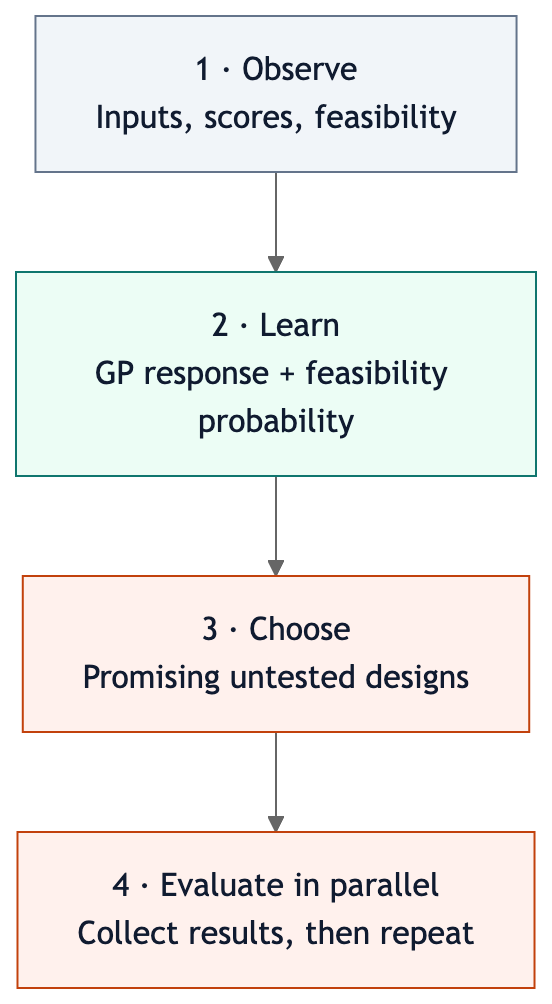 1 · Observe
Inputs, scores, feasibility
2 · Learn
GP response + feasibility
probability
3 · Choose
Promising untested designs
4 · Evaluate in parallel
Collect results, then repeat